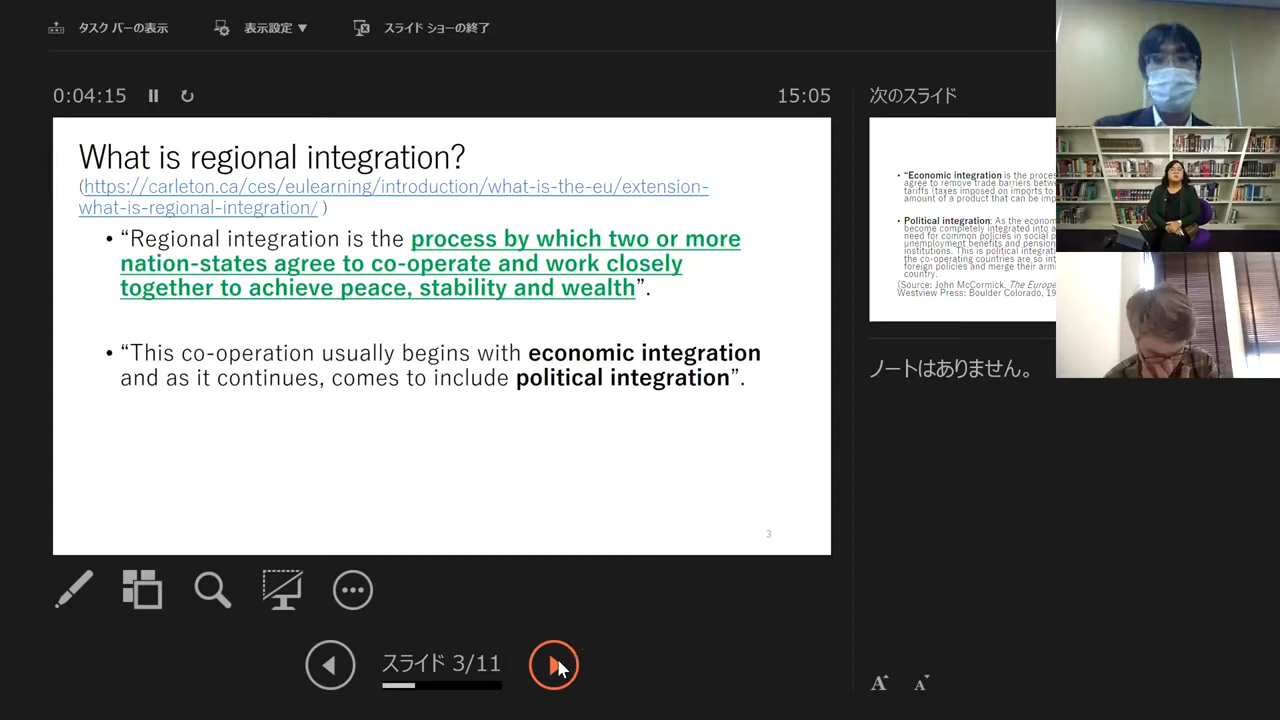 タスク バーの表示 表示設定 ▼ スライド ショーの終了
0:04:15 15:05
What is regional integration?
(https://carleton.ca/ces/eulearning/introduction/what-is-the-eu/extension-
what-is-regional-integration/ )
• “Regional integration is the process by which two or more
nation-states agree to co-operate and work closely
together to achieve peace, stability and wealth”.
• “This co-operation usually begins with economic integration
and as it continues, comes to include political integration”.
3
スライド 3/11
次のスライド
• “Economic integration is the proces
agree to remove trade barriers betwe
tariffs (taxes imposed on imports to
amount of a product that can be imp
• Political integration: As the econom
become completely integrated into a
need for common policies in social p
unemployment benefits and pension
institutions. This is political integrati
the co-operating countries are so int
foreign policies and merge their arm
country.
(Source: John McCormick. The Europe
Westview Press: Boulder Colorado, 19
ノートはありません。
A A